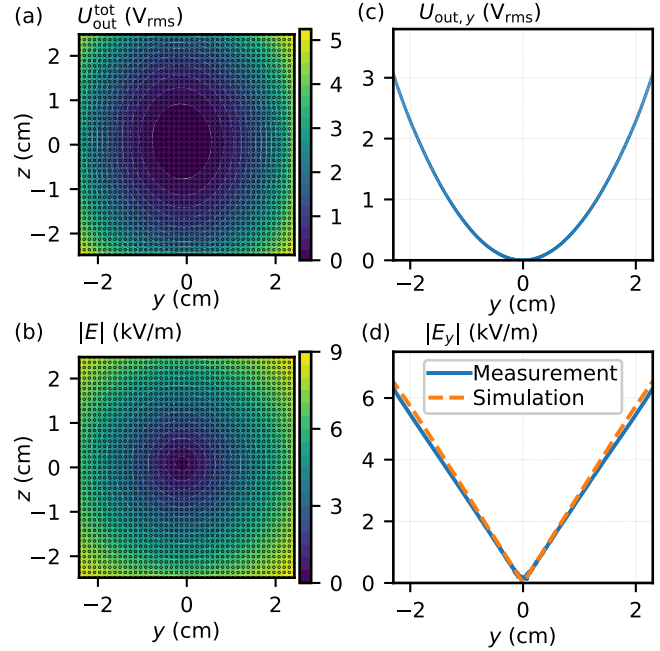 (a) U_out^tot (V_rms)
2
1
0
−1
−2
z (cm)
−2 0 2
y (cm)
5
4
3
2
1
0
(c) U_out,y (V_rms)
3
2
1
0
−2 0 2
y (cm)
(b) |E| (kV/m)
2
1
0
−1
−2
z (cm)
−2 0 2
y (cm)
9
6
3
0
(d) |E_y| (kV/m)
Measurement
Simulation
6
4
2
0
−2 0 2
y (cm)